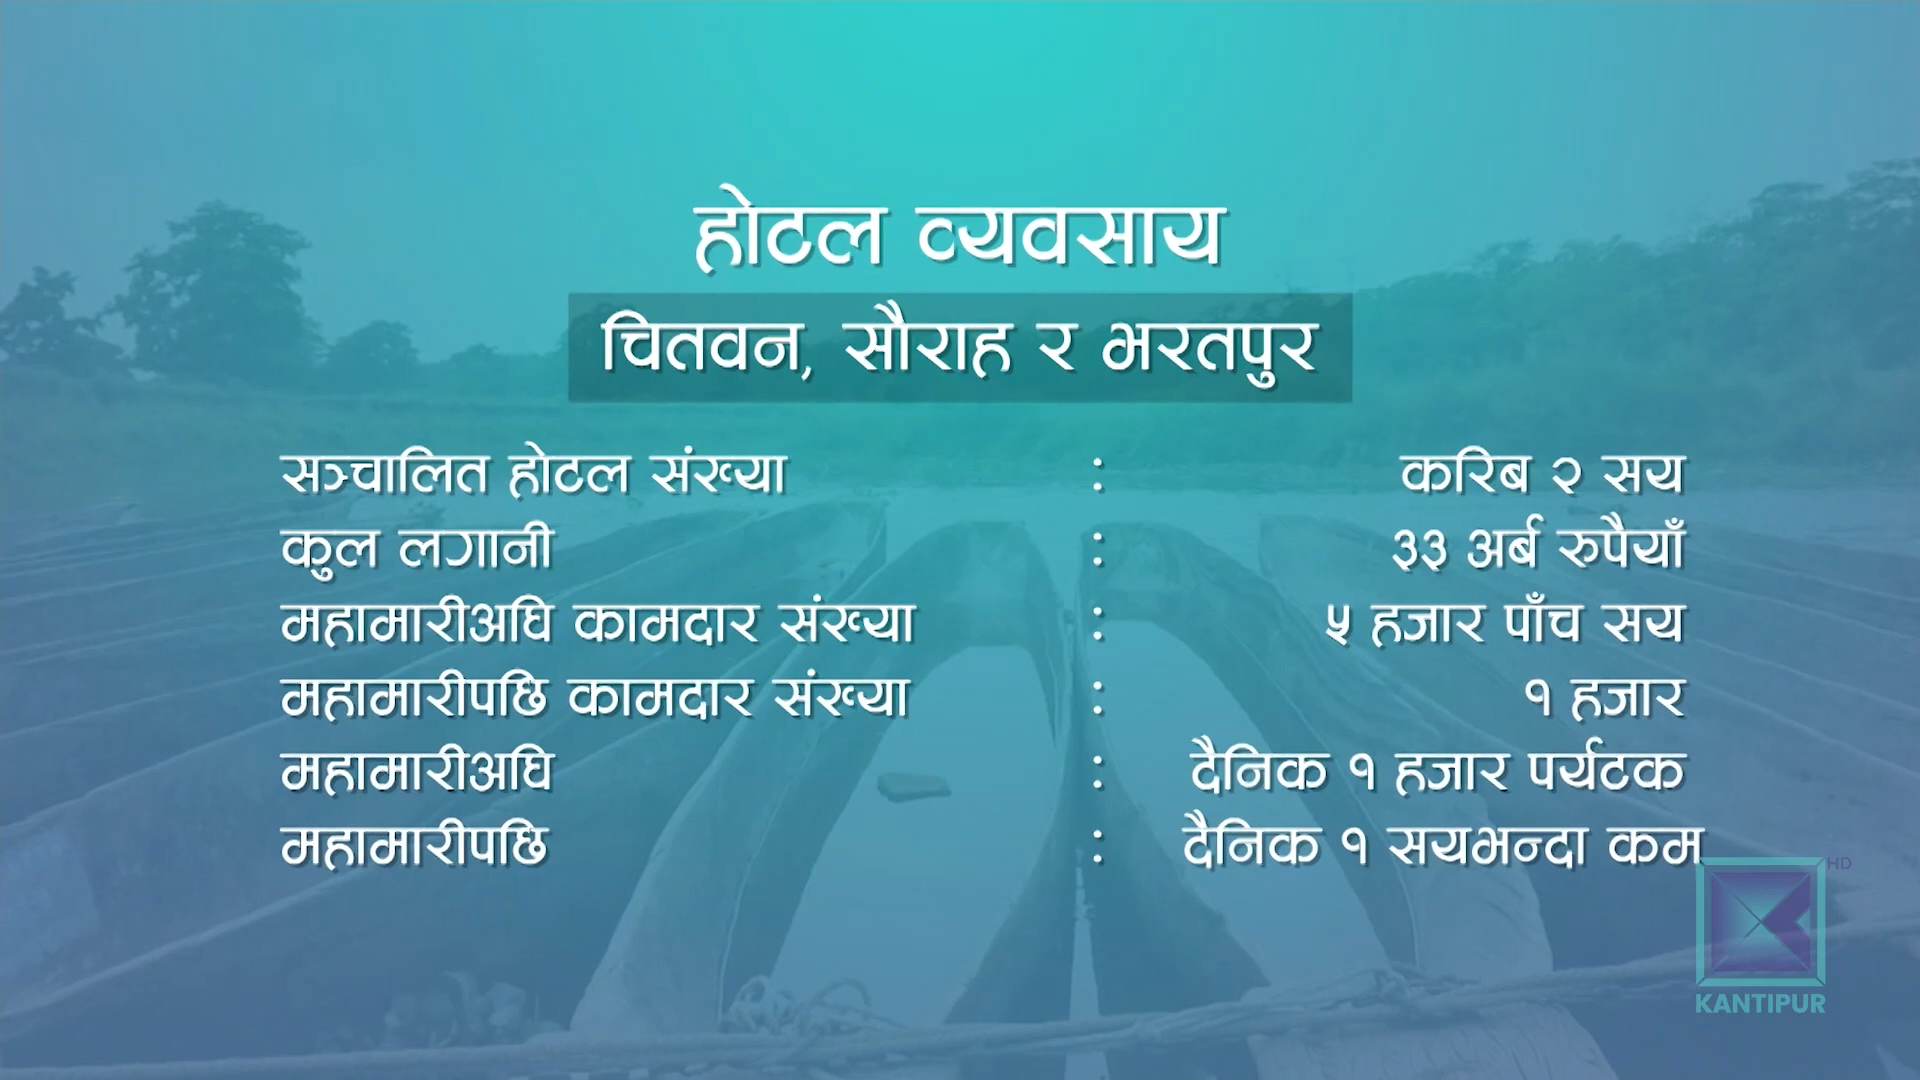 होटल व्यवसाय
चितवन, सौराह र भरतपुर
सञ्चालित होटल संख्या : करिब २ सय
कुल लगानी : ३३ अर्ब रुपैयाँ
महामारीअघि कामदार संख्या : ५ हजार पाँच सय
महामारीपछि कामदार संख्या : १ हजार
महामारीअघि : दैनिक १ हजार पर्यटक
महामारीपछि : दैनिक १ सयभन्दा कम
HD
KANTIPUR